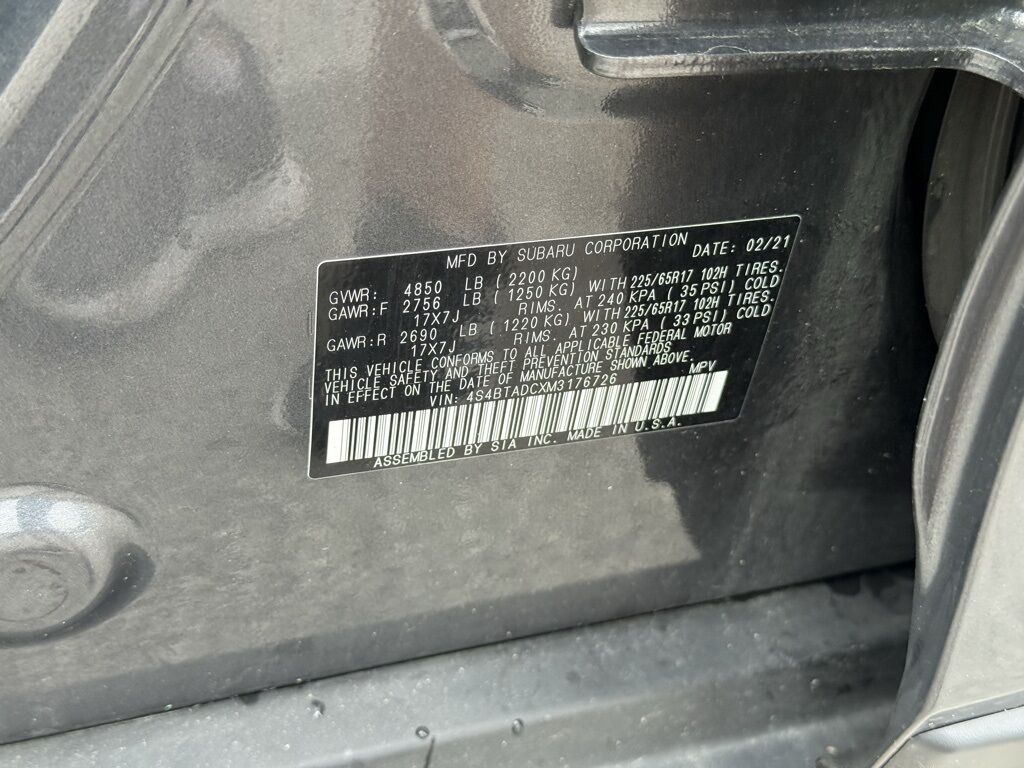 MFD BY SUBARU CORPORATION DATE: 02/21
GVWR: 4850 LB ( 2200 KG)
GAWR:F 2756 LB ( 1250 KG) WITH 225/65R17 102H TIRES.
17X7J RIMS. AT 240 KPA ( 35 PSI) COLD
GAWR:R 2690 LB ( 1220 KG) WITH 225/65R17 102H TIRES.
17X7J RIMS. AT 230 KPA ( 33 PSI) COLD
THIS VEHICLE CONFORMS TO ALL APPLICABLE FEDERAL MOTOR
VEHICLE SAFETY AND THEFT PREVENTION STANDARDS
IN EFFECT ON THE DATE OF MANUFACTURE SHOWN ABOVE.
VIN: 4S4BTADCXM3176726 MPV
ASSEMBLED BY SIA INC. MADE IN U.S.A.